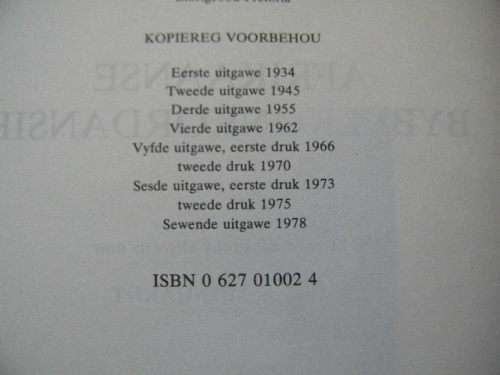 KOPIEREG VOORBEHOU
Eerste uitgawe 1934
Tweede uitgawe 1945
Derde uitgawe 1955
Vierde uitgawe 1962
Vyfde uitgawe, eerste druk 1966
tweede druk 1970
Sesde uitgawe, eerste druk 1973
tweede druk 1975
Sewende uitgawe 1978
ISBN 0 627 01002 4